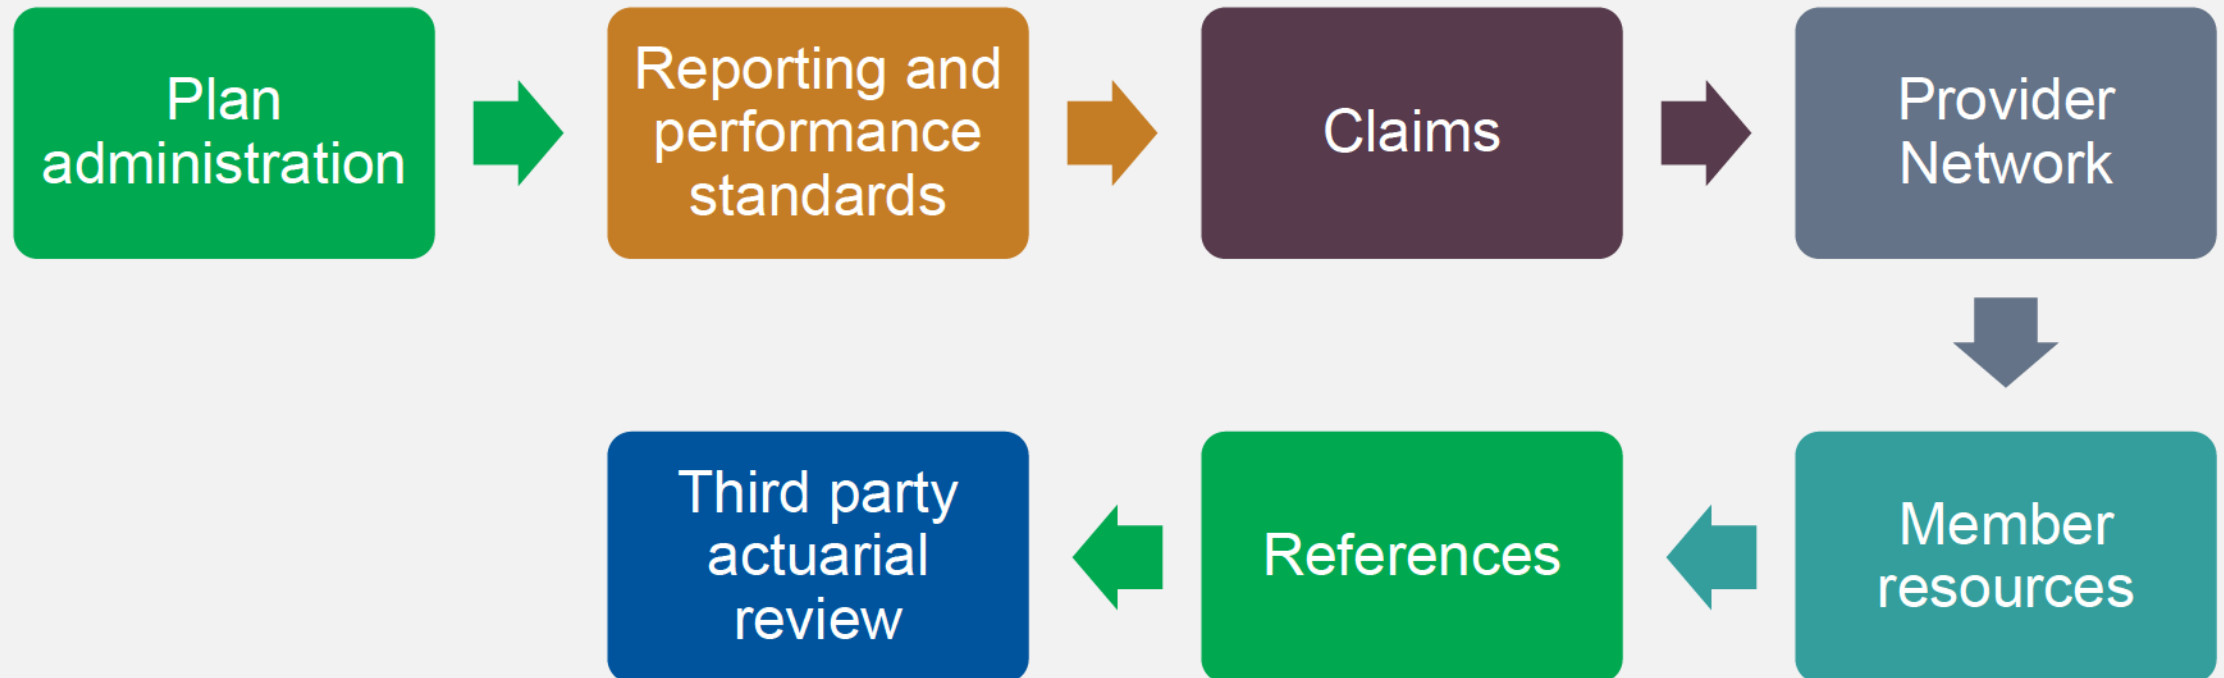 Plan
administration
Reporting and
performance
standards
Claims
Provider
Network
Member
resources
References
Third party
actuarial
review